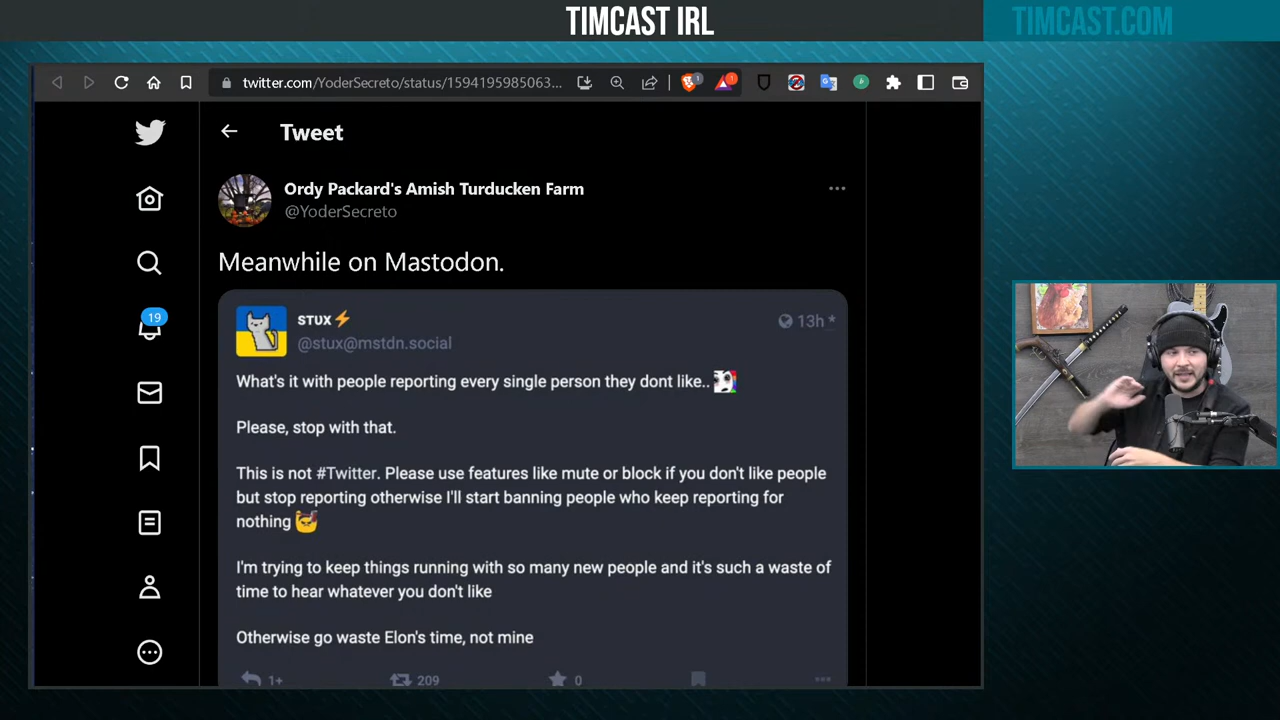 TIMCAST IRL
TIMCAST.COM
twitter.com/YoderSecreto/status/1594195985063...
1
1
Tweet
Ordy Packard's Amish Turducken Farm
@YoderSecreto
Meanwhile on Mastodon.
19
stux⚡
@stux@mstdn.social
13h *
What's it with people reporting every single person they dont like..
Please, stop with that.
This is not #Twitter. Please use features like mute or block if you don't like people
but stop reporting otherwise I'll start banning people who keep reporting for
nothing
I'm trying to keep things running with so many new people and it's such a waste of
time to hear whatever you don't like
Otherwise go waste Elon's time, not mine
1+
209
0